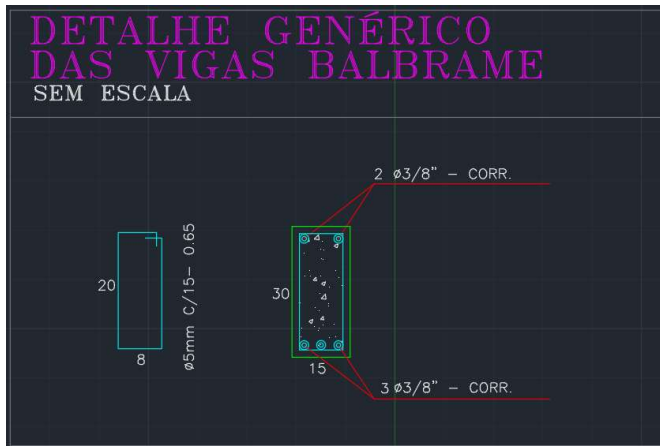 DETALHE GENÉRICO
DAS VIGAS BALBRAME
SEM ESCALA
2 ø3/8" - CORR.
20
8
ø5mm C/15- 0.65
30
15
3 ø3/8" - CORR.